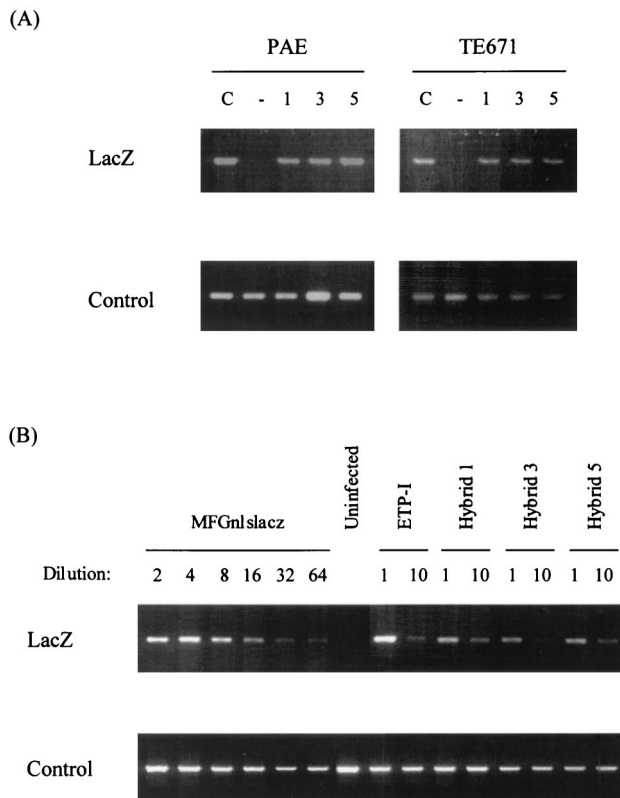 (A)
PAE TE671
C - 1 3 5 C - 1 3 5
LacZ
Control
(B)
MFGnlslacz Uninfected ETP-I Hybrid 1 Hybrid 3 Hybrid 5
Dilution: 2 4 8 16 32 64 1 10 1 10 1 10 1 10
LacZ
Control